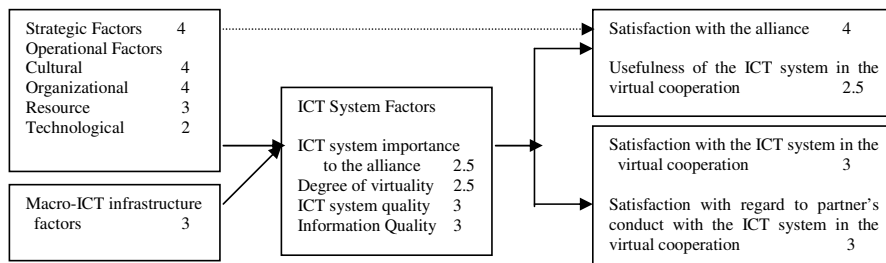 Strategic Factors 4
Operational Factors
Cultural 4
Organizational 4
Resource 3
Technological 2
Macro-ICT infrastructure
factors 3
ICT System Factors
ICT system importance
to the alliance 2.5
Degree of virtuality 2.5
ICT system quality 3
Information Quality 3
Satisfaction with the alliance 4
Usefulness of the ICT system in the
virtual cooperation 2.5
Satisfaction with the ICT system in the
virtual cooperation 3
Satisfaction with regard to partner's
conduct with the ICT system in the
virtual cooperation 3